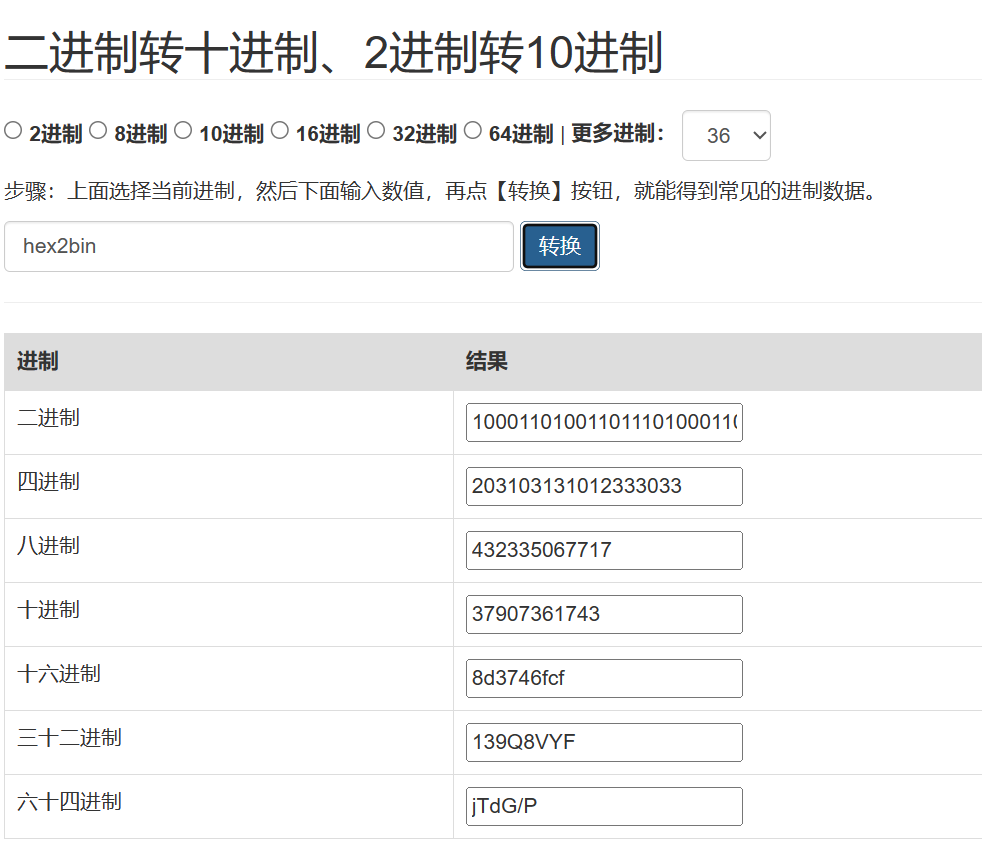 二进制转十进制、2进制转10进制
2进制 8进制 10进制 16进制 32进制 64进制 | 更多进制： 36
步骤：上面选择当前进制，然后下面输入数值，再点【转换】按钮，就能得到常见的进制数据。
hex2bin 转换
进制 结果
二进制 100011010011011101000110
四进制 203103131012333033
八进制 432335067717
十进制 37907361743
十六进制 8d3746fcf
三十二进制 139Q8VYF
六十四进制 jTdG/P